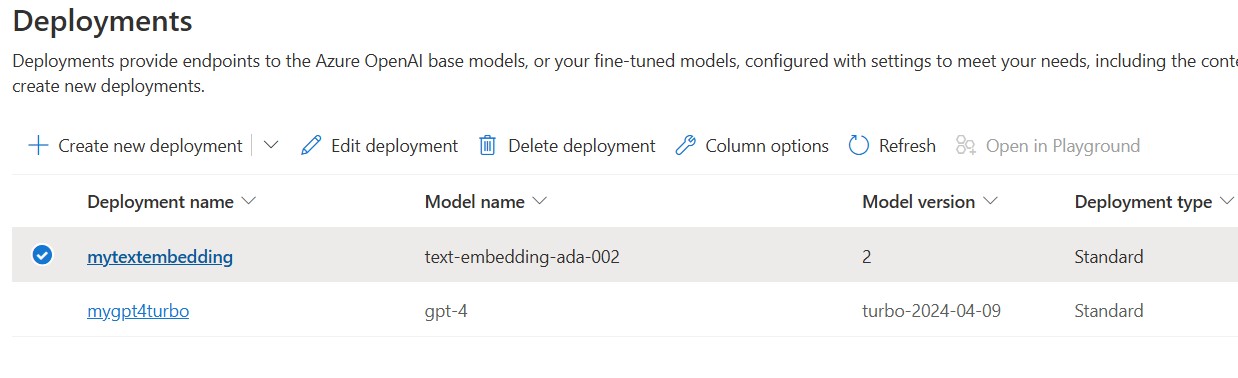 Deployments
Deployments provide endpoints to the Azure OpenAI base models, or your fine-tuned models, configured with settings to meet your needs, including the
create new deployments.
Create new deployment Edit deployment Delete deployment Column options Refresh Open in Playground
Deployment name Model name Model version Deployment type
mytextembedding text-embedding-ada-002 2 Standard
mygpt4turbo gpt-4 turbo-2024-04-09 Standard